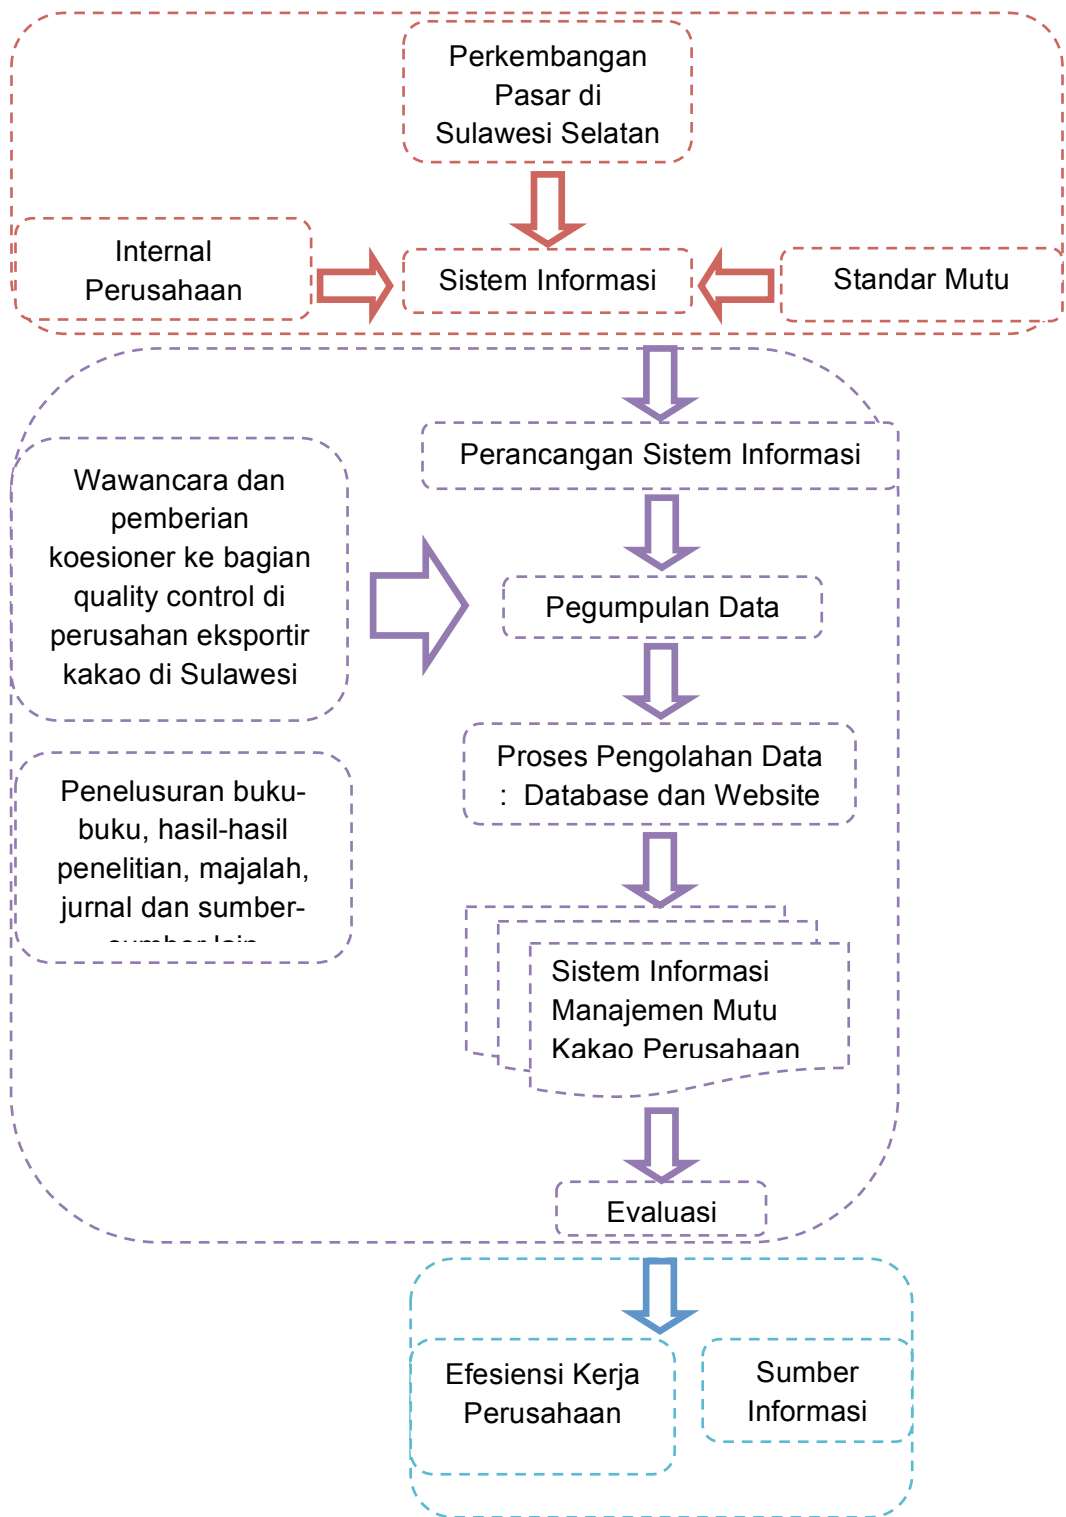 Perkembangan
Pasar di
Sulawesi Selatan
Internal
Perusahaan
Sistem Informasi
Standar Mutu
Perancangan Sistem Informasi
Wawancara dan
pemberian
koesioner ke bagian
quality control di
perusahan eksportir
kakao di Sulawesi
Pegumpulan Data
Proses Pengolahan Data
: Database dan Website
Penelusuran buku-
buku, hasil-hasil
penelitian, majalah,
jurnal dan sumber-
sumber lain
Sistem Informasi
Manajemen Mutu
Kakao Perusahaan
Evaluasi
Efesiensi Kerja
Perusahaan
Sumber
Informasi